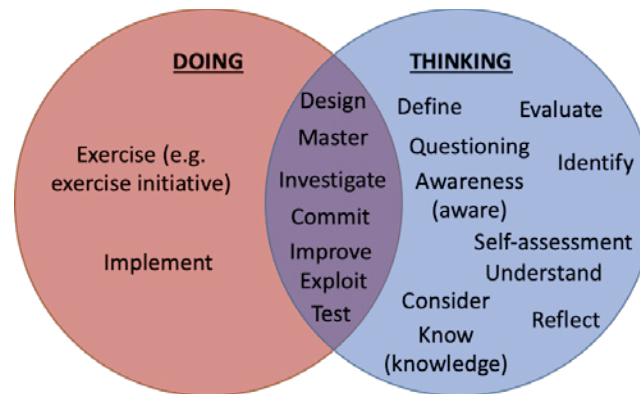 DOING
Exercise (e.g.
exercise initiative)
Implement
Design
Master
Investigate
Commit
Improve
Exploit
Test
THINKING
Define
Evaluate
Questioning
Identify
Awareness
(aware)
Self-assessment
Understand
Consider
Reflect
Know
(knowledge)